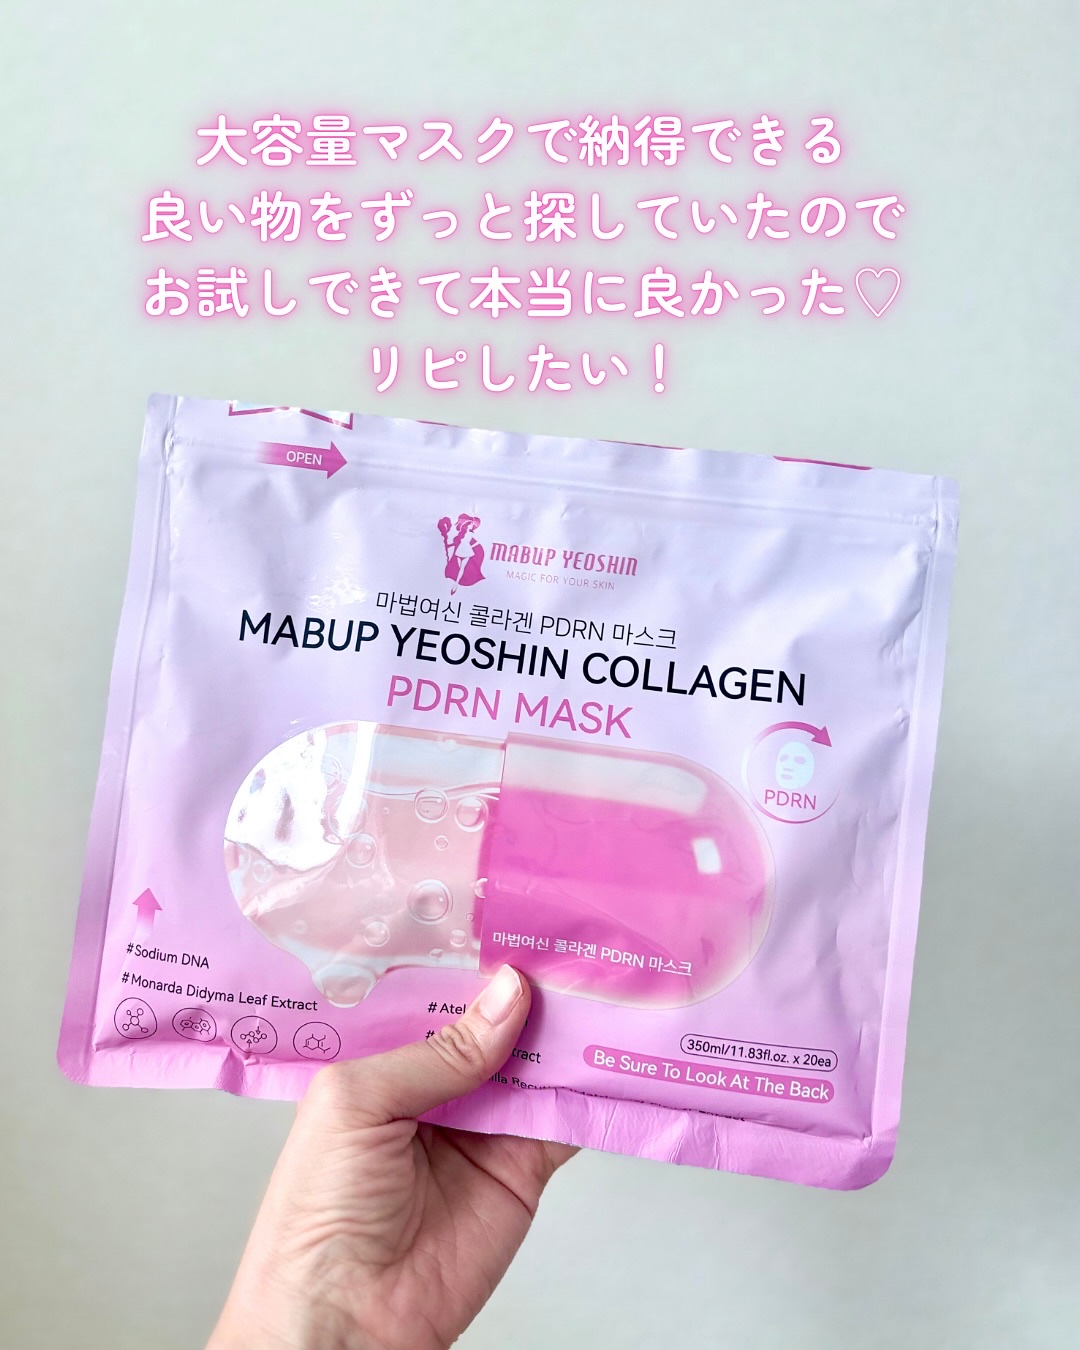 大容量マスクで納得できる
良い物をずっと探していたので
お試しできて本当に良かった♡
リピしたい！
OPEN
MABUP YEOSHIN
MAGIC FOR YOUR SKIN
마법여신 콜라겐 PDRN 마스크
MABUP YEOSHIN COLLAGEN
PDRN MASK
PDRN
마법여신 콜라겐 PDRN 마스크
#Sodium DNA
#Monarda Didyma Leaf Extract
350ml/11.83fl.oz. x 20ea
Be Sure To Look At The Back